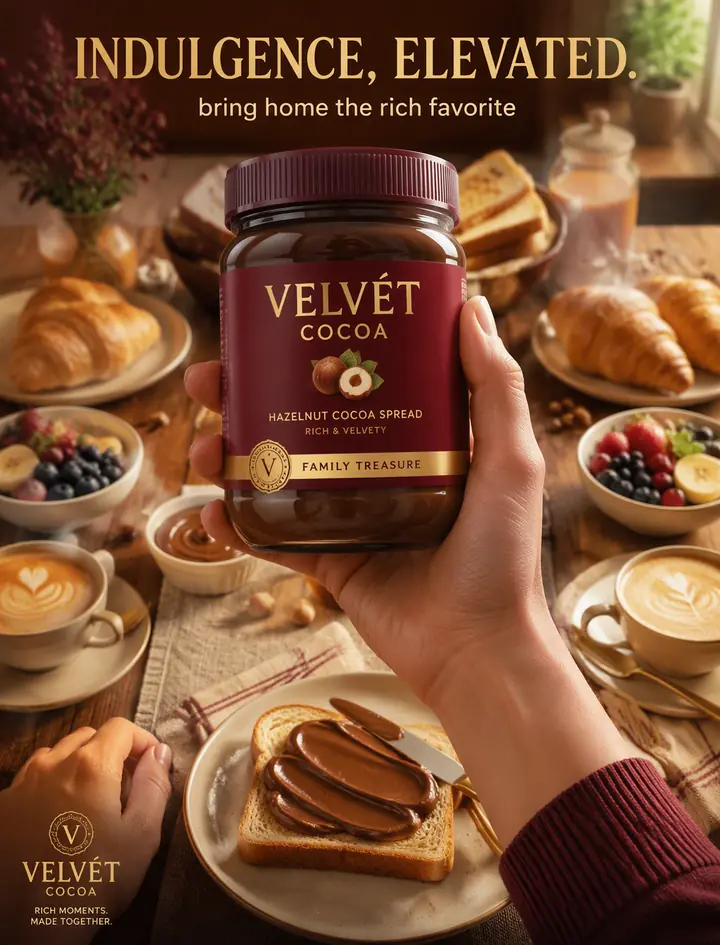 INDULGENCE, ELEVATED.
bring home the rich favorite
VELVÉT
COCOA
HAZELNUT COCOA SPREAD
RICH & VELVETY
V
FAMILY TREASURE
V
VELVÉT
COCOA
RICH MOMENTS.
MADE TOGETHER.